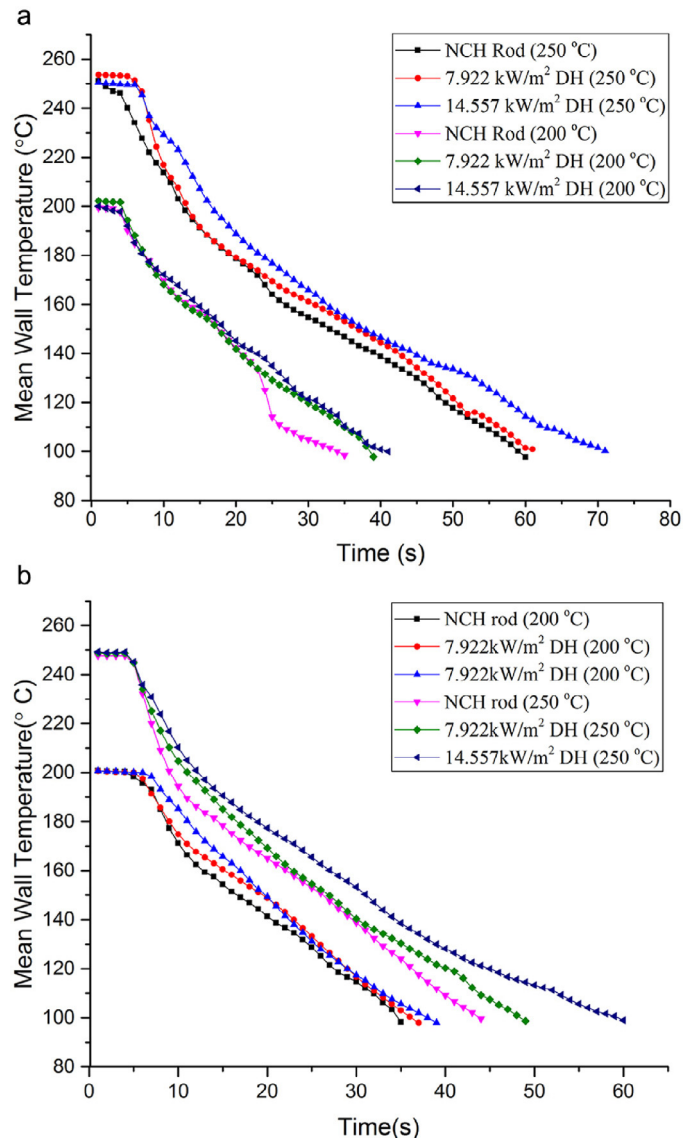 a
260
240
220
200
180
160
140
120
100
80
0
10
20
30
40
50
60
70
80
Mean Wall Temperature (°C)
Time (s)
NCH Rod (250 °C)
7.922 kW/m² DH (250 °C)
14.557 kW/m² DH (250 °C)
NCH Rod (200 °C)
7.922 kW/m² DH (200 °C)
14.557 kW/m² DH (200 °C)
b
260
240
220
200
180
160
140
120
100
80
0
10
20
30
40
50
60
Mean Wall Temperature(° C)
Time(s)
NCH rod (200 °C)
7.922kW/m² DH (200 °C)
7.922kW/m² DH (200 °C)
NCH rod (250 °C)
7.922kW/m² DH (250 °C)
14.557kW/m² DH (250 °C)